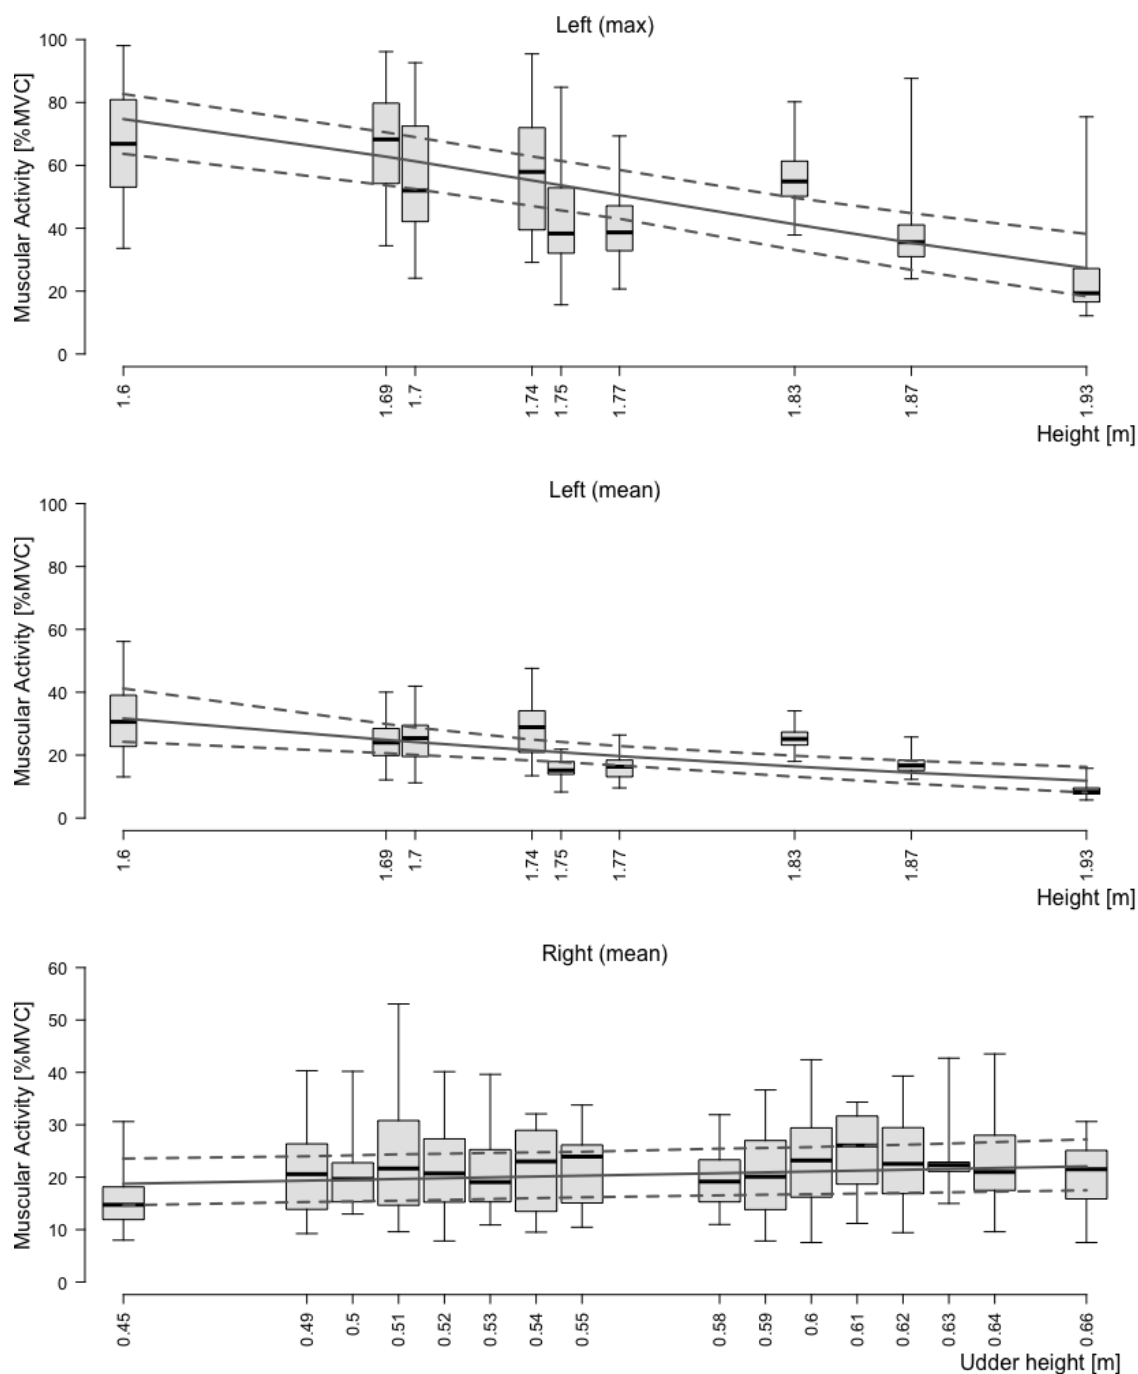 Left (max)
Muscular Activity [%MVC]
100
80
60
40
20
0
1.6 1.69 1.7 1.74 1.75 1.77 1.83 1.87 1.93
Height [m]
Left (mean)
Muscular Activity [%MVC]
100
80
60
40
20
0
1.6 1.69 1.7 1.74 1.75 1.77 1.83 1.87 1.93
Height [m]
Right (mean)
Muscular Activity [%MVC]
60
50
40
30
20
10
0
0.45 0.49 0.5 0.51 0.52 0.53 0.54 0.55 0.58 0.59 0.6 0.61 0.62 0.63 0.64 0.66
Udder height [m]